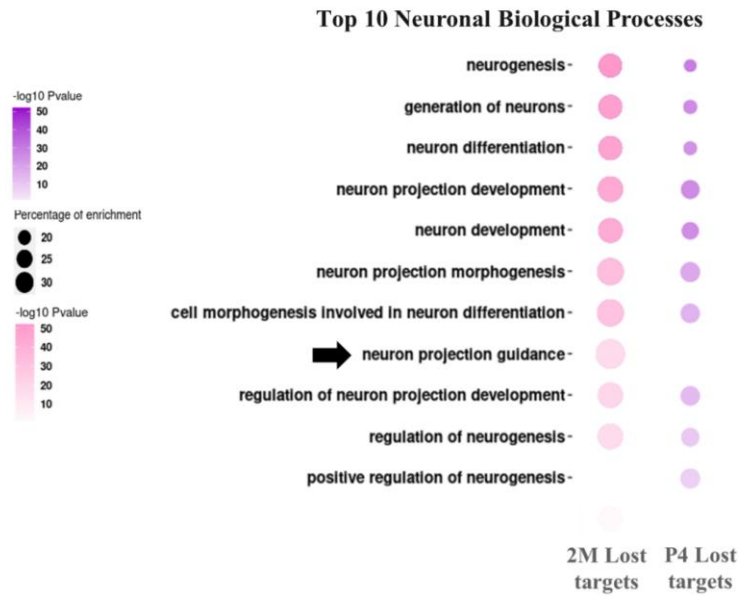 Top 10 Neuronal Biological Processes
neurogenesis
generation of neurons
neuron differentiation
neuron projection development
neuron development
neuron projection morphogenesis
cell morphogenesis involved in neuron differentiation
neuron projection guidance
regulation of neuron projection development
regulation of neurogenesis
positive regulation of neurogenesis
-log10 Pvalue
50
40
30
20
10
Percentage of enrichment
20
25
30
-log10 Pvalue
50
40
30
20
10
2M Lost
targets
P4 Lost
targets